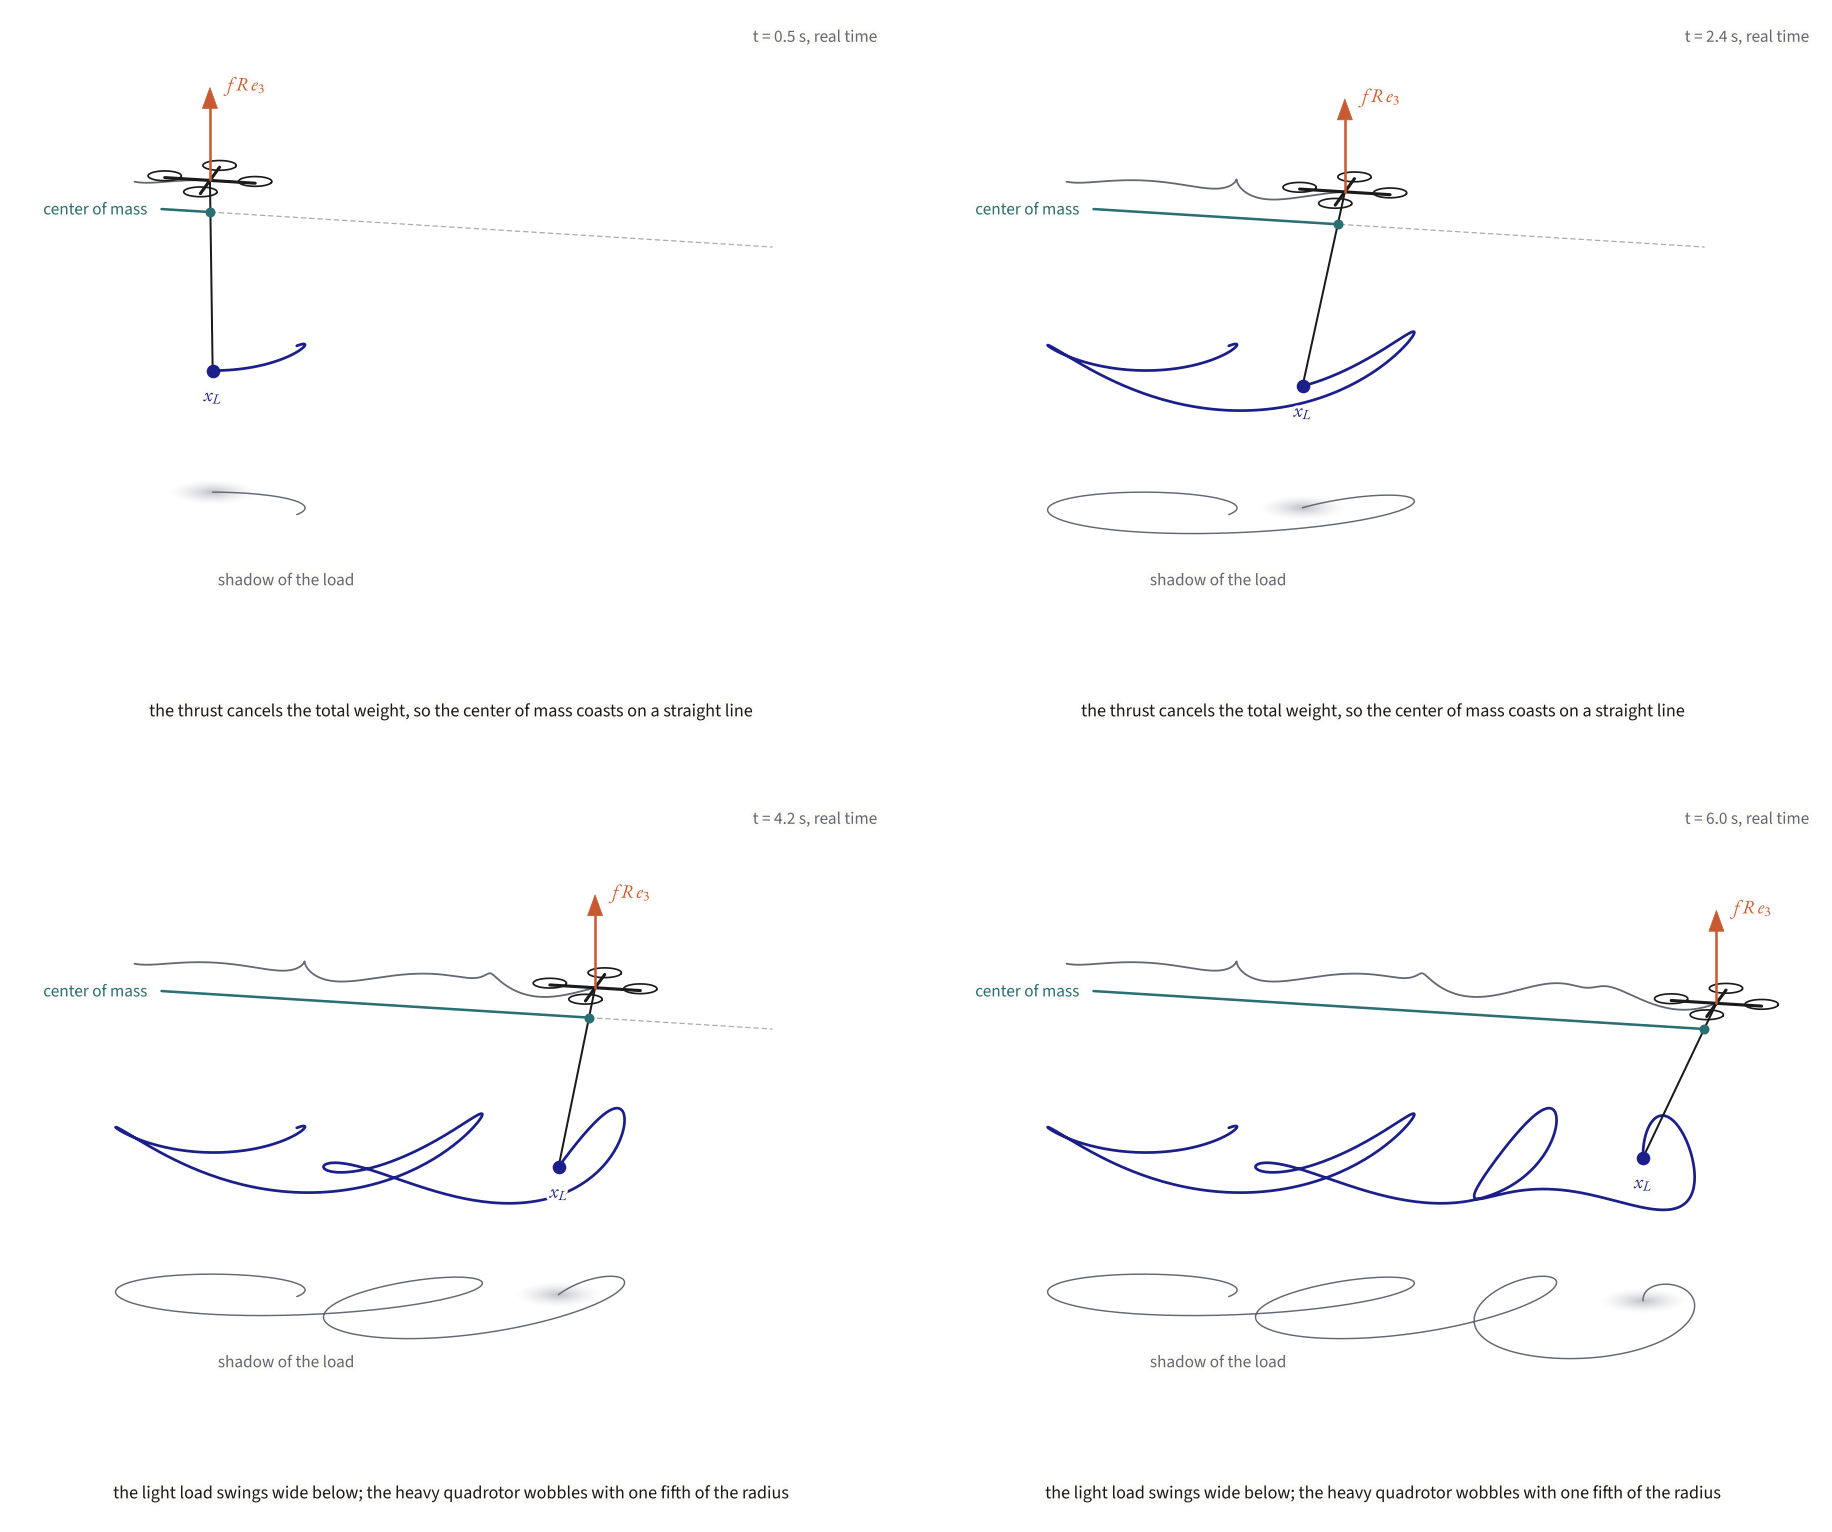 t = 0.5 s, real time
fRe₃
center of mass
x_L
shadow of the load
the thrust cancels the total weight, so the center of mass coasts on a straight line
t = 2.4 s, real time
fRe₃
center of mass
x_L
shadow of the load
the thrust cancels the total weight, so the center of mass coasts on a straight line
t = 4.2 s, real time
fRe₃
center of mass
x_L
shadow of the load
the light load swings wide below; the heavy quadrotor wobbles with one fifth of the radius
t = 6.0 s, real time
fRe₃
center of mass
x_L
shadow of the load
the light load swings wide below; the heavy quadrotor wobbles with one fifth of the radius